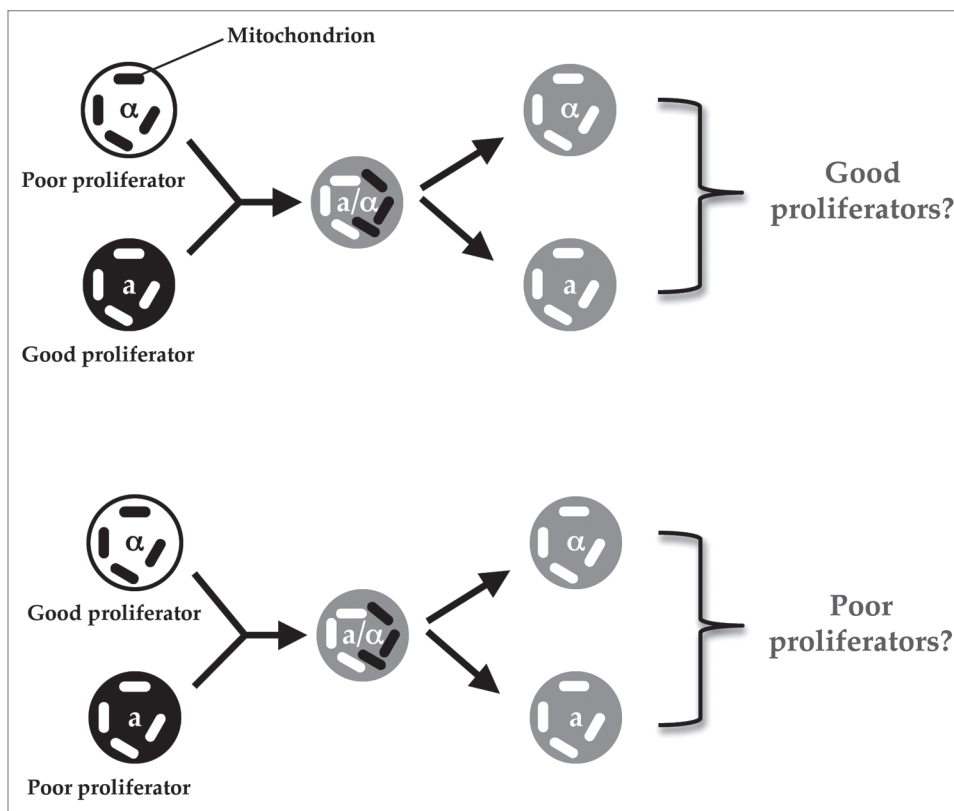 Mitochondrion
α
Poor proliferator
a
Good proliferator
a/α
α
a
Good
proliferators?
α
Good proliferator
a
Poor proliferator
a/α
α
a
Poor
proliferators?